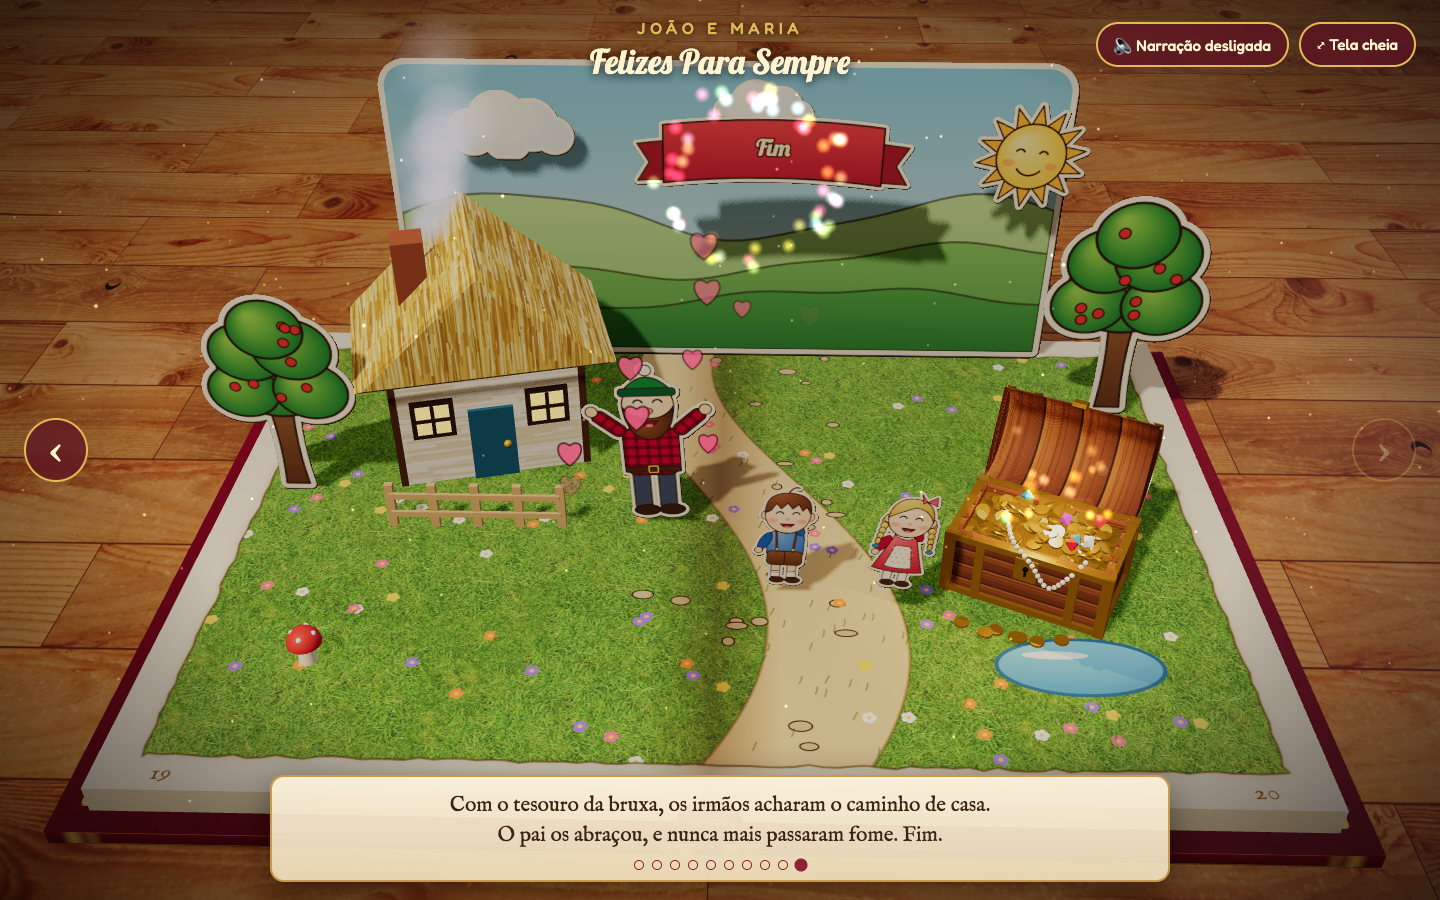 JOÃO E MARIA
Felizes Para Sempre
Narração desligada
Tela cheia
Fim
19
20
Com o tesouro da bruxa, os irmãos acharam o caminho de casa.
O pai os abraçou, e nunca mais passaram fome. Fim.